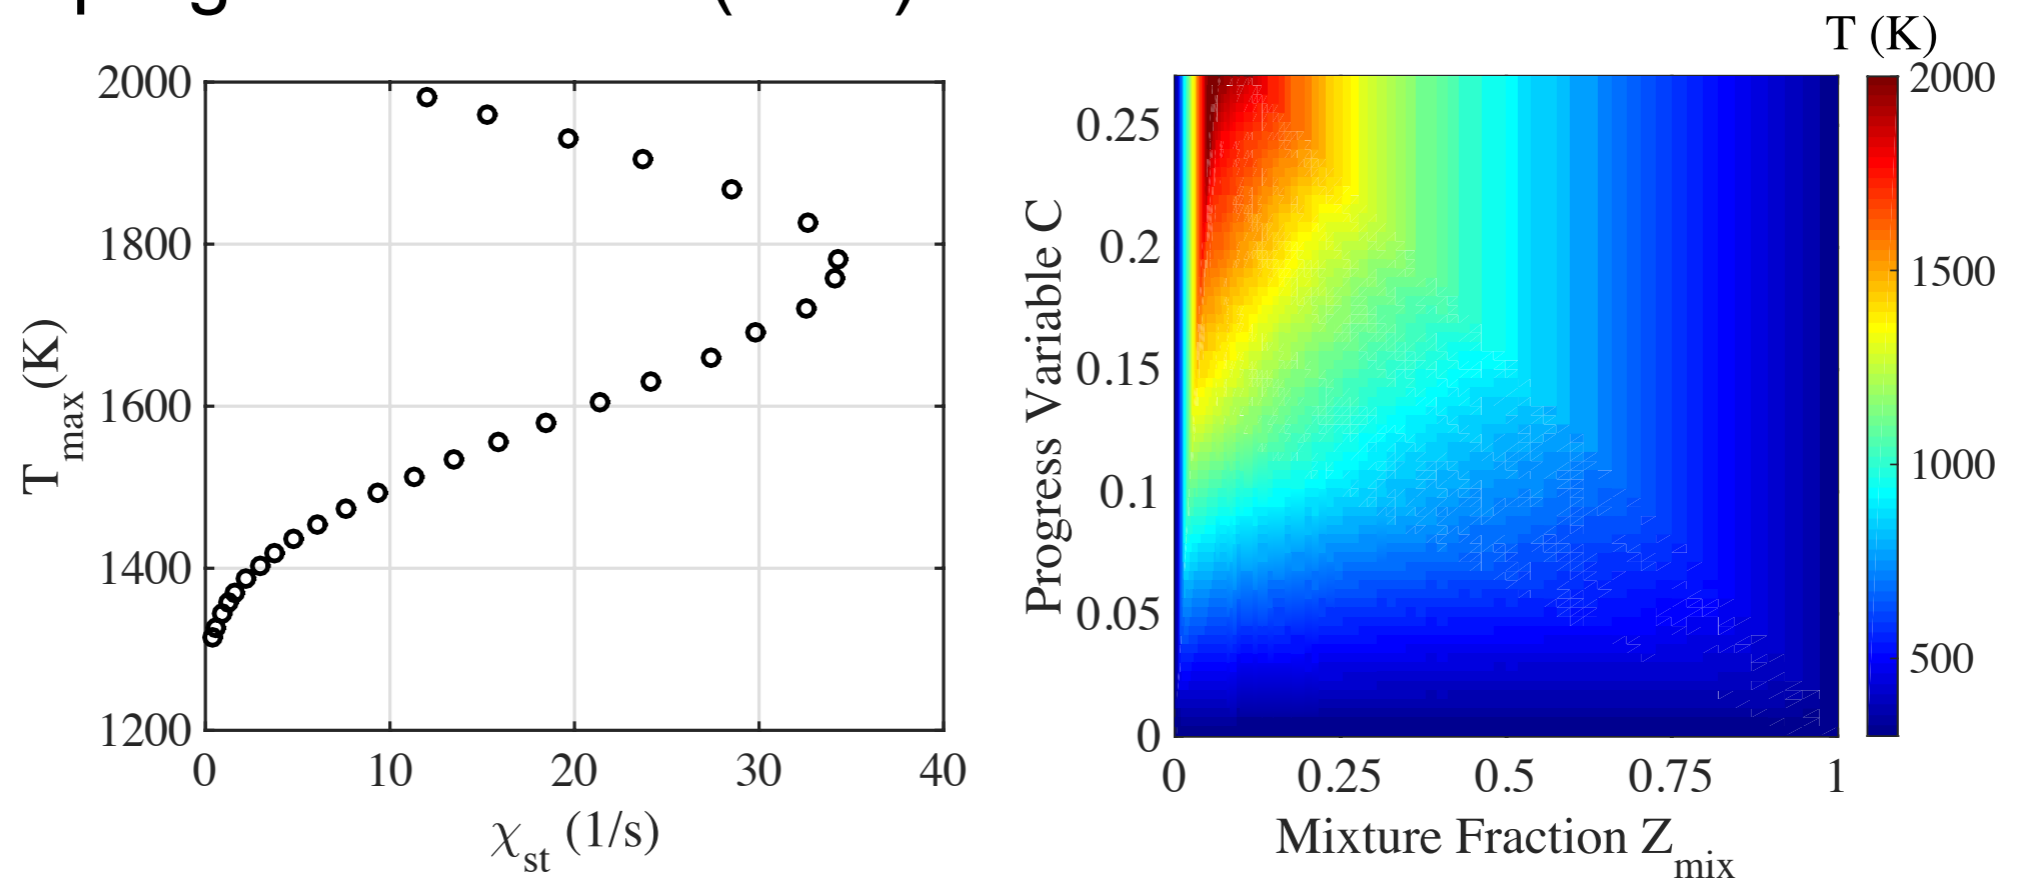 2000
1800
1600
1400
1200
0 10 20 30 40
T max (K)
χ st (1/s)
T (K)
0.25
0.2
0.15
0.1
0.05
0
0 0.25 0.5 0.75 1
Progress Variable C
Mixture Fraction Z mix
2000
1500
1000
500